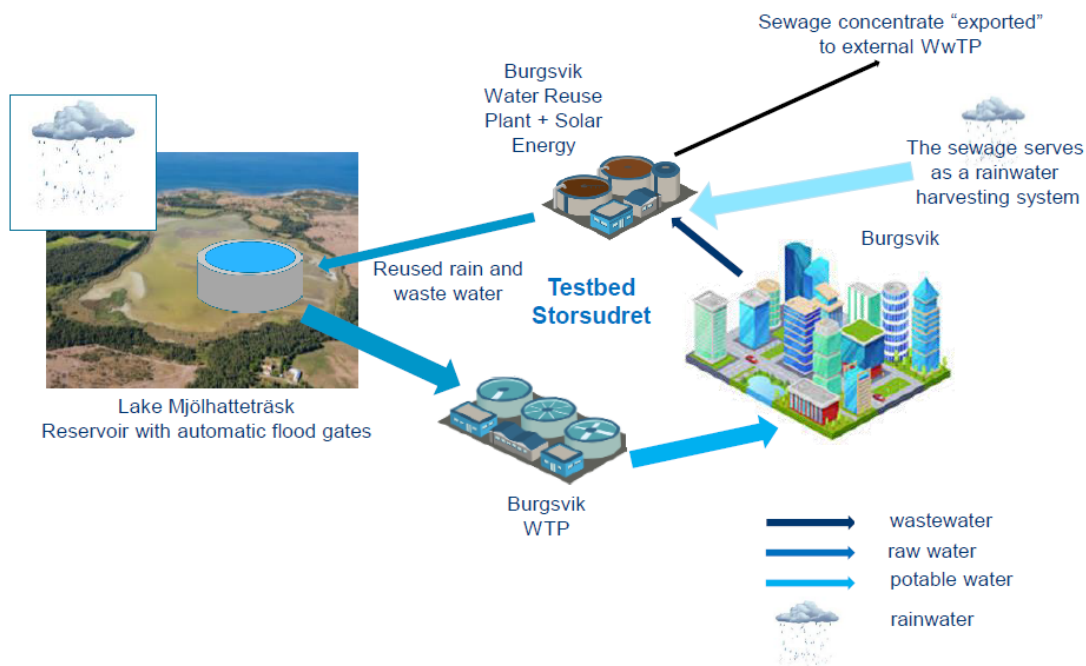 Sewage concentrate “exported”
to external WwTP
Burgsvik
Water Reuse
Plant + Solar
Energy
The sewage serves
as a rainwater
harvesting system
Burgsvik
Reused rain and
waste water
Testbed
Storsudret
Lake Mjölhatteträsk
Reservoir with automatic flood gates
Burgsvik
WTP
wastewater
raw water
potable water
rainwater